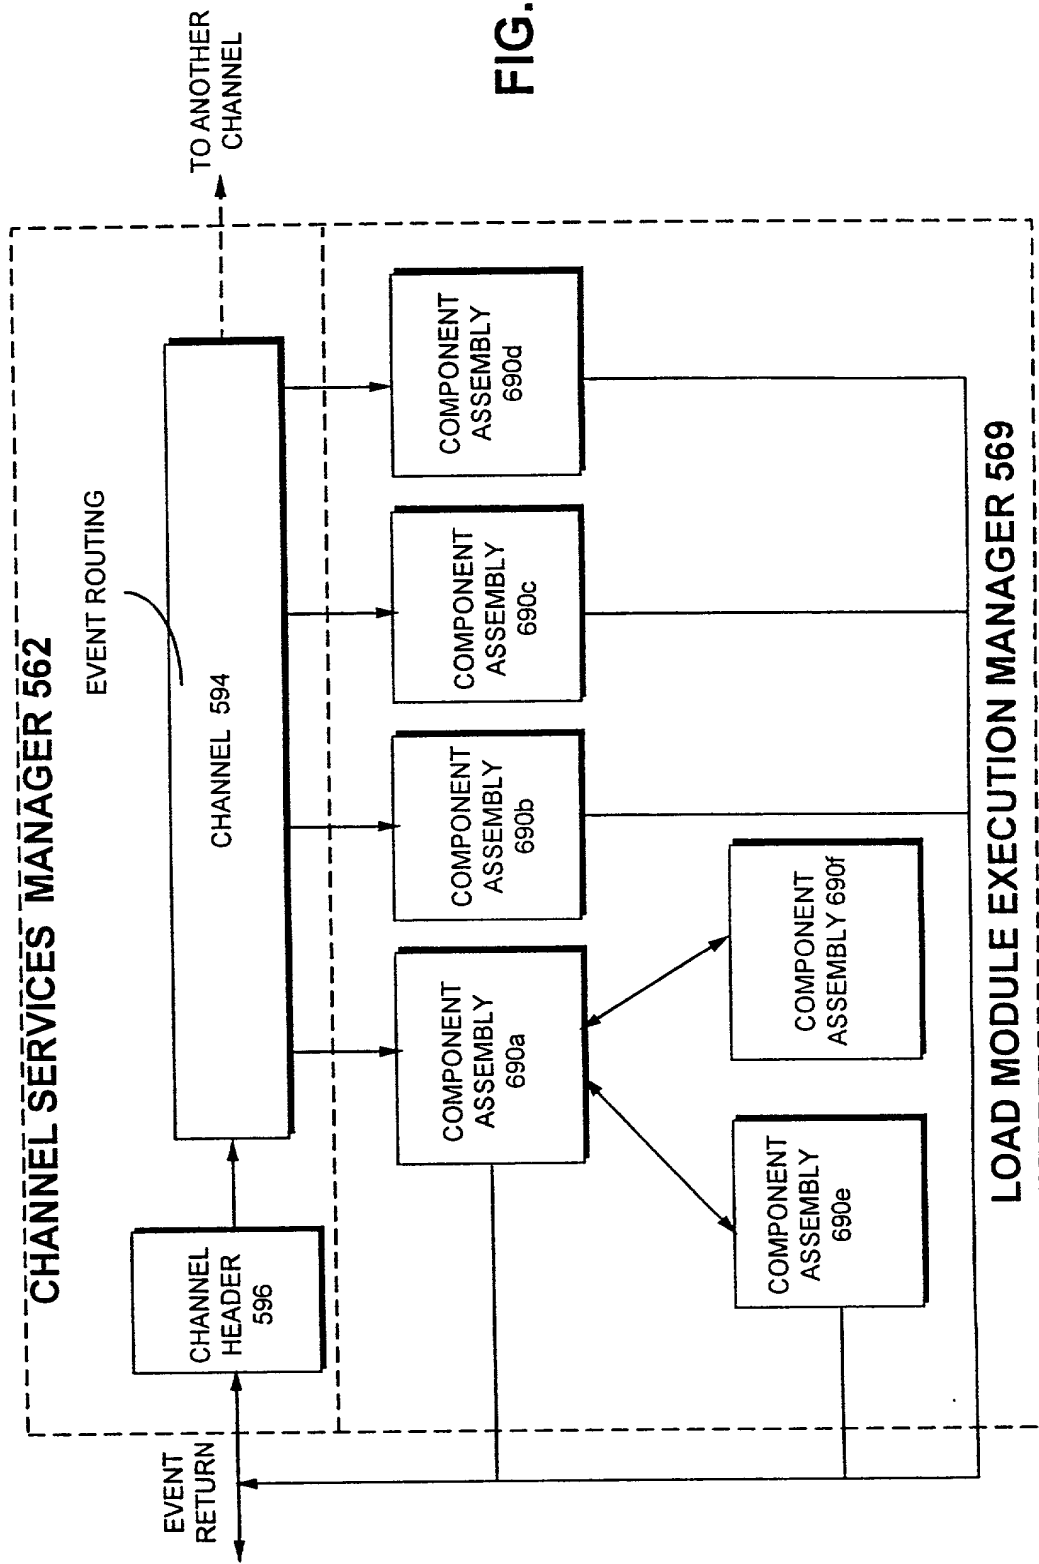 CHANNEL SERVICES MANAGER 562
EVENT ROUTING
TO ANOTHER
CHANNEL
EVENT
RETURN
CHANNEL
HEADER
596
CHANNEL 594
COMPONENT
ASSEMBLY
690a
COMPONENT
ASSEMBLY
690b
COMPONENT
ASSEMBLY
690c
COMPONENT
ASSEMBLY
690d
COMPONENT
ASSEMBLY
690e
COMPONENT
ASSEMBLY 690f
LOAD MODULE EXECUTION MANAGER 569
FIG.